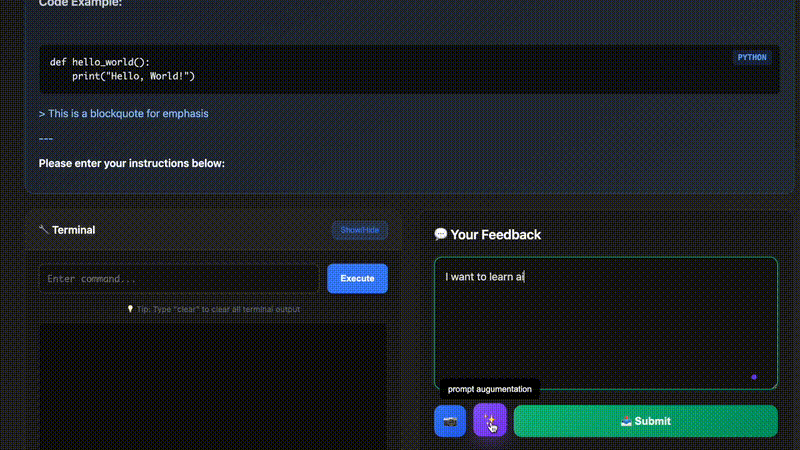 Code Example:
PYTHON
def hello_world():
    print("Hello, World!")
> This is a blockquote for emphasis
---
Please enter your instructions below:
🔧 Terminal
Show/Hide
Enter command...
Execute
💡 Tip: Type "clear" to clear all terminal output
💬 Your Feedback
I want to learn ai
prompt augumentation
📤 Submit